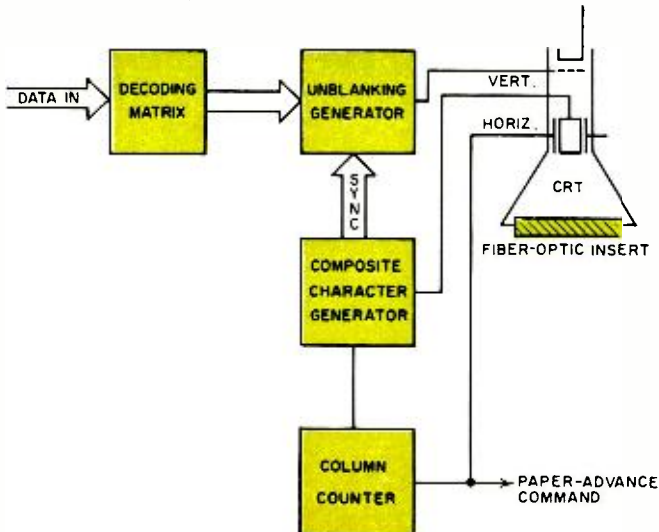 DATA IN
DECODING
MATRIX
UNBLANKING
GENERATOR
VERT.
HORIZ.
CRT
FIBER-OPTIC INSERT
SYNC
COMPOSITE
CHARACTER
GENERATOR
COLUMN
COUNTER
PAPER-ADVANCE
COMMAND